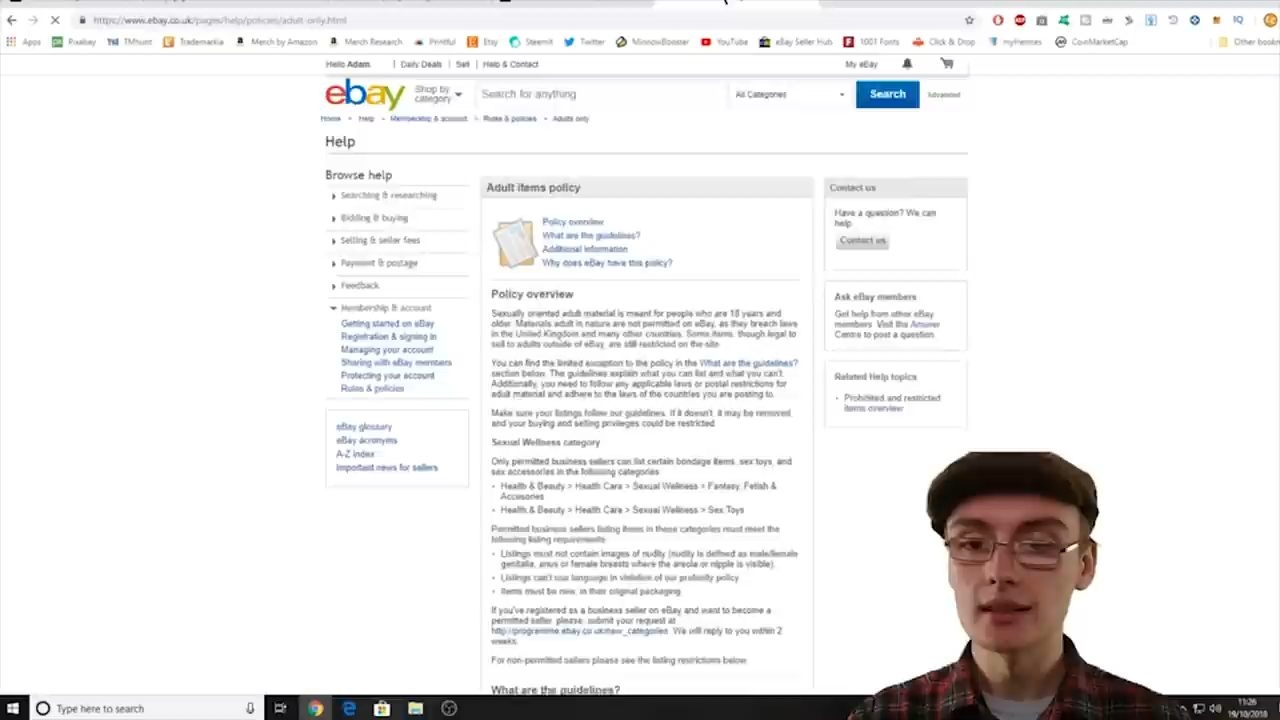 https://www.ebay.co.uk/pages/help/policies/adult-only.html
Apps Pixabay TMhunt Trademarkia Merch by Amazon Merch Research Printful Etsy Steemit Twitter MinnowBooster YouTube eBay Seller Hub 1001 Fonts Click & Drop myHermes CoinMarketCap Other bookm
Hello Adam. Daily Deals Sell Help & Contact My eBay
ebay Shop by category Search for anything All Categories Search Advanced
Home Help Membership & account Rules & policies Adults only
Help
Browse help
Searching & researching
Bidding & buying
Selling & seller fees
Payment & postage
Feedback
Membership & account
Getting started on eBay
Registration & signing in
Managing your account
Sharing with eBay members
Protecting your account
Rules & policies
eBay glossary
eBay acronyms
A-Z index
Important news for sellers
Adult items policy
Policy overview
What are the guidelines?
Additional information
Why does eBay have this policy?
Policy overview
Sexually oriented adult material is meant for people who are 18 years and
older. Materials adult in nature are not permitted on eBay, as they breach laws
in the United Kingdom and many other countries. Some items, though legal to
sell to adults outside of eBay, are still restricted on the site.
You can find the limited exception to the policy in the What are the guidelines?
section below. The guidelines explain what you can list and what you can't.
Additionally, you need to follow any applicable laws or postal restrictions for
adult material and adhere to the laws of the countries you are posting to.
Make sure your listings follow our guidelines. If it doesn't, it may be removed
and your buying and selling privileges could be restricted.
Sexual Wellness category
Only permitted business sellers can list certain bondage items, sex toys, and
sex accessories in the following categories
• Health & Beauty > Health Care > Sexual Wellness > Fantasy, Fetish &
Accesories
• Health & Beauty > Health Care > Sexual Wellness > Sex Toys
Permitted business sellers listing items in these categories must meet the
following listing requirements:
• Listings must not contain images of nudity (nudity is defined as male/female
genitalia, anus or female breasts where the areola or nipple is visible).
• Listings can't use language in violation of our profanity policy
• Items must be new, in their original packaging
If you've registered as a business seller on eBay and want to become a
permitted seller, please, submit your request at
http://programme.ebay.co.uk/new_categories. We will reply to you within 2
weeks.
For non-permitted sellers please see the listing restrictions below
What are the guidelines?
Contact us
Have a question? We can
help.
Contact us
Ask eBay members
Get help from other eBay
members. Visit the Answer
Centre to post a question.
Related Help topics
• Prohibited and restricted
items overview
Type here to search
11:26
19/10/2018